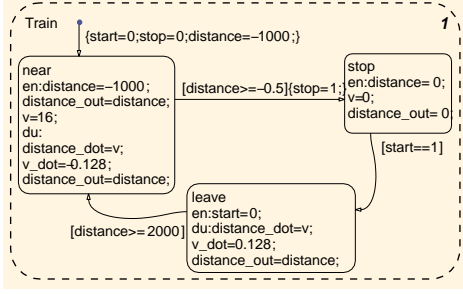 Train
1
{start=0;stop=0;distance=−1000;}
near
en:distance=−1000;
distance_out=distance;
v=16;
du:
distance_dot=v;
v_dot=−0.128;
distance_out=distance;
[distance>=−0.5]{stop=1;}
stop
en:distance=0;
v=0;
distance_out=0;
[start==1]
leave
en:start=0;
du:distance_dot=v;
v_dot=0.128;
distance_out=distance;
[distance>=2000]